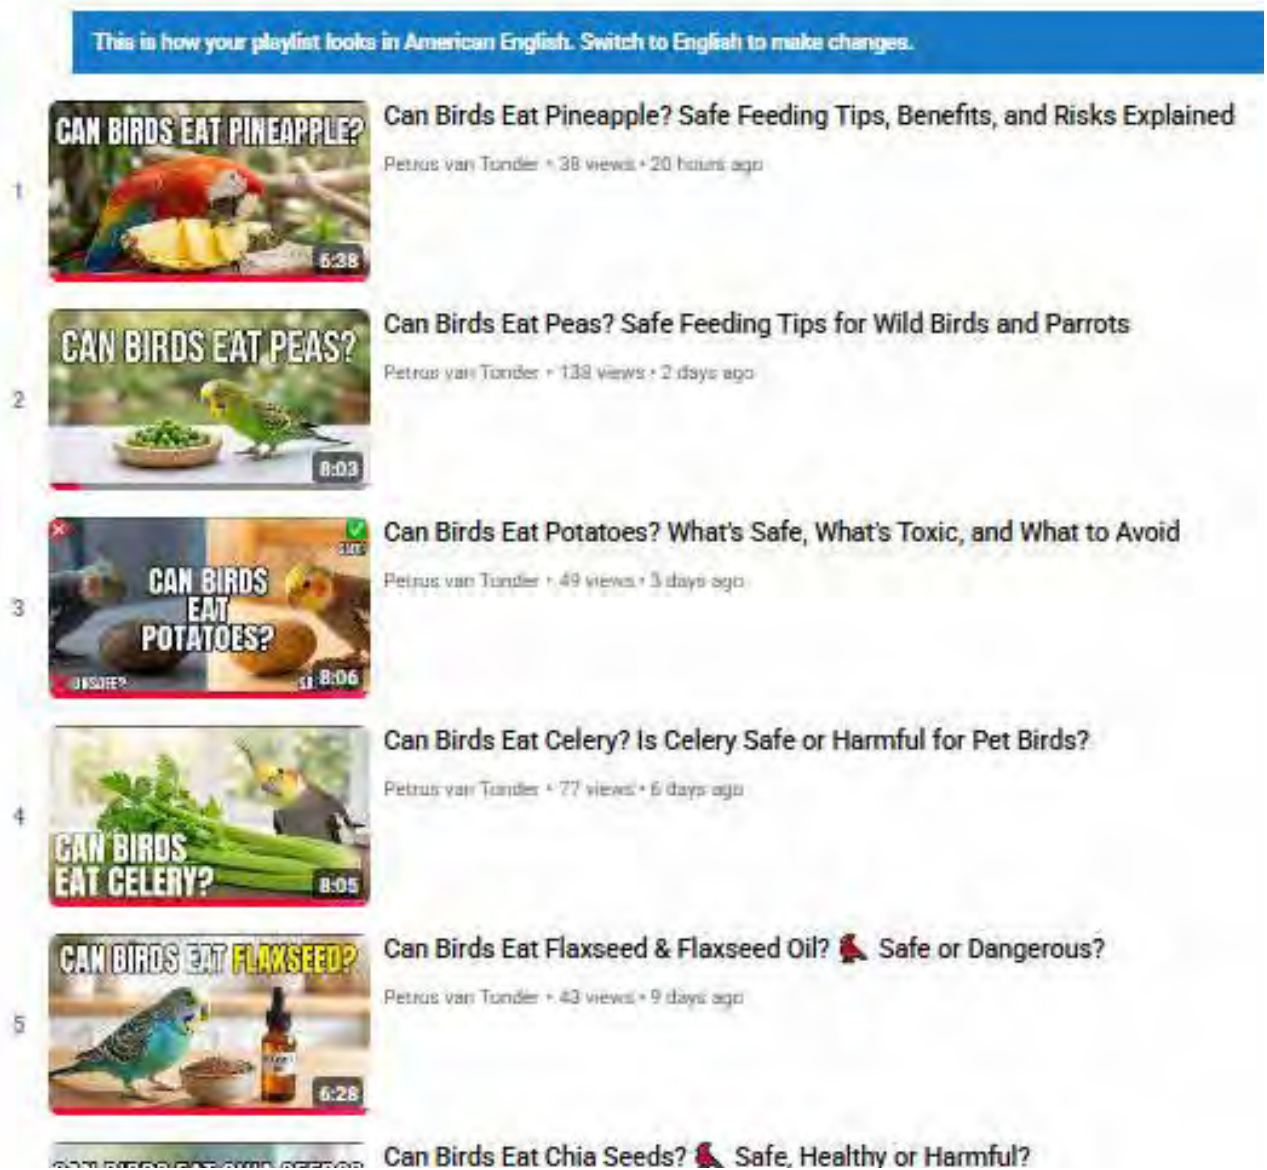 This is how your playlist looks in American English. Switch to English to make changes.
1
CAN BIRDS EAT PINEAPPLE?
6:38
Can Birds Eat Pineapple? Safe Feeding Tips, Benefits, and Risks Explained
Petrus van Tonder • 38 views • 20 hours ago
2
CAN BIRDS EAT PEAS?
8:03
Can Birds Eat Peas? Safe Feeding Tips for Wild Birds and Parrots
Petrus van Tonder • 138 views • 2 days ago
3
CAN BIRDS
EAT
POTATOES?
8:06
Can Birds Eat Potatoes? What's Safe, What's Toxic, and What to Avoid
Petrus van Tonder • 49 views • 3 days ago
4
CAN BIRDS
EAT CELERY?
8:05
Can Birds Eat Celery? Is Celery Safe or Harmful for Pet Birds?
Petrus van Tonder • 77 views • 6 days ago
5
CAN BIRDS EAT FLAXSEED?
6:28
Can Birds Eat Flaxseed & Flaxseed Oil? Safe or Dangerous?
Petrus van Tonder • 43 views • 9 days ago
CAN BIRDS EAT CHIA SEEDS?
Can Birds Eat Chia Seeds? Safe, Healthy or Harmful?